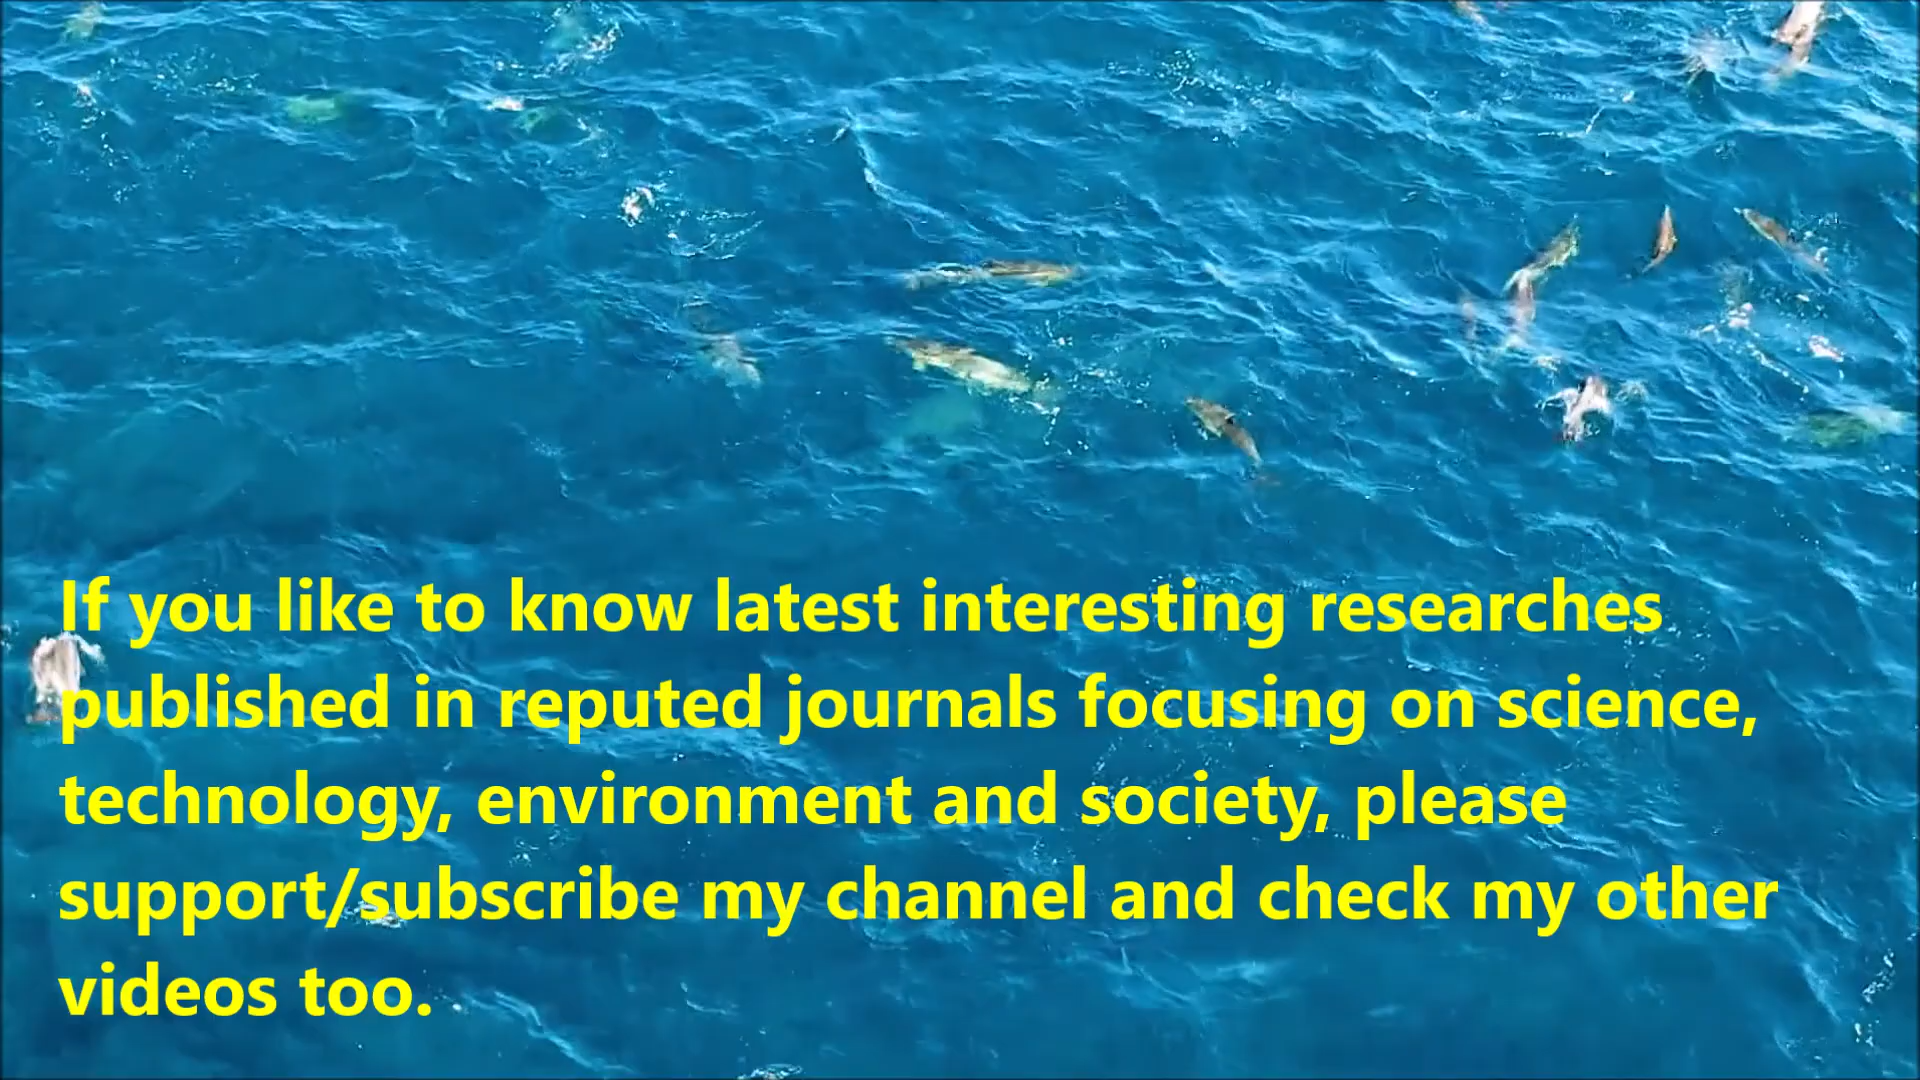 If you like to know latest interesting researches
published in reputed journals focusing on science,
technology, environment and society, please
support/subscribe my channel and check my other
videos too.